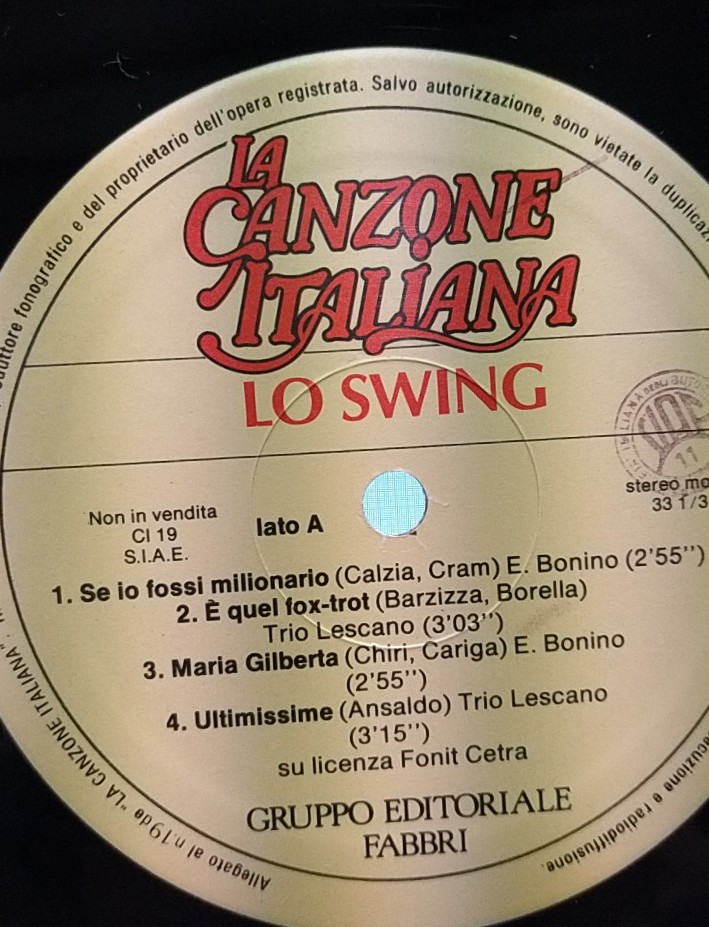 fonografico e del proprietario dell'opera registrata. Salvo autorizzazione, sono vietate la
LA
CANZONE
ITALIANA
LO SWING
Non in vendita
CI 19
S.I.A.E.
lato A
stereo
33 1/3
11
1. Se io fossi milionario (Calzia, Cram) E. Bonino (2'55'')
2. È quel fox-trot (Barzizza, Borella)
Trio Lescano (3'03'')
3. Maria Gilberta (Chiri, Cariga) E. Bonino
(2'55'')
4. Ultimissime (Ansaldo) Trio Lescano
(3'15'')
su licenza Fonit Cetra
GRUPPO EDITORIALE
FABBRI
e radiodiffusione.
Allegato al n. 19 de "LA CANZONE ITALIANA".